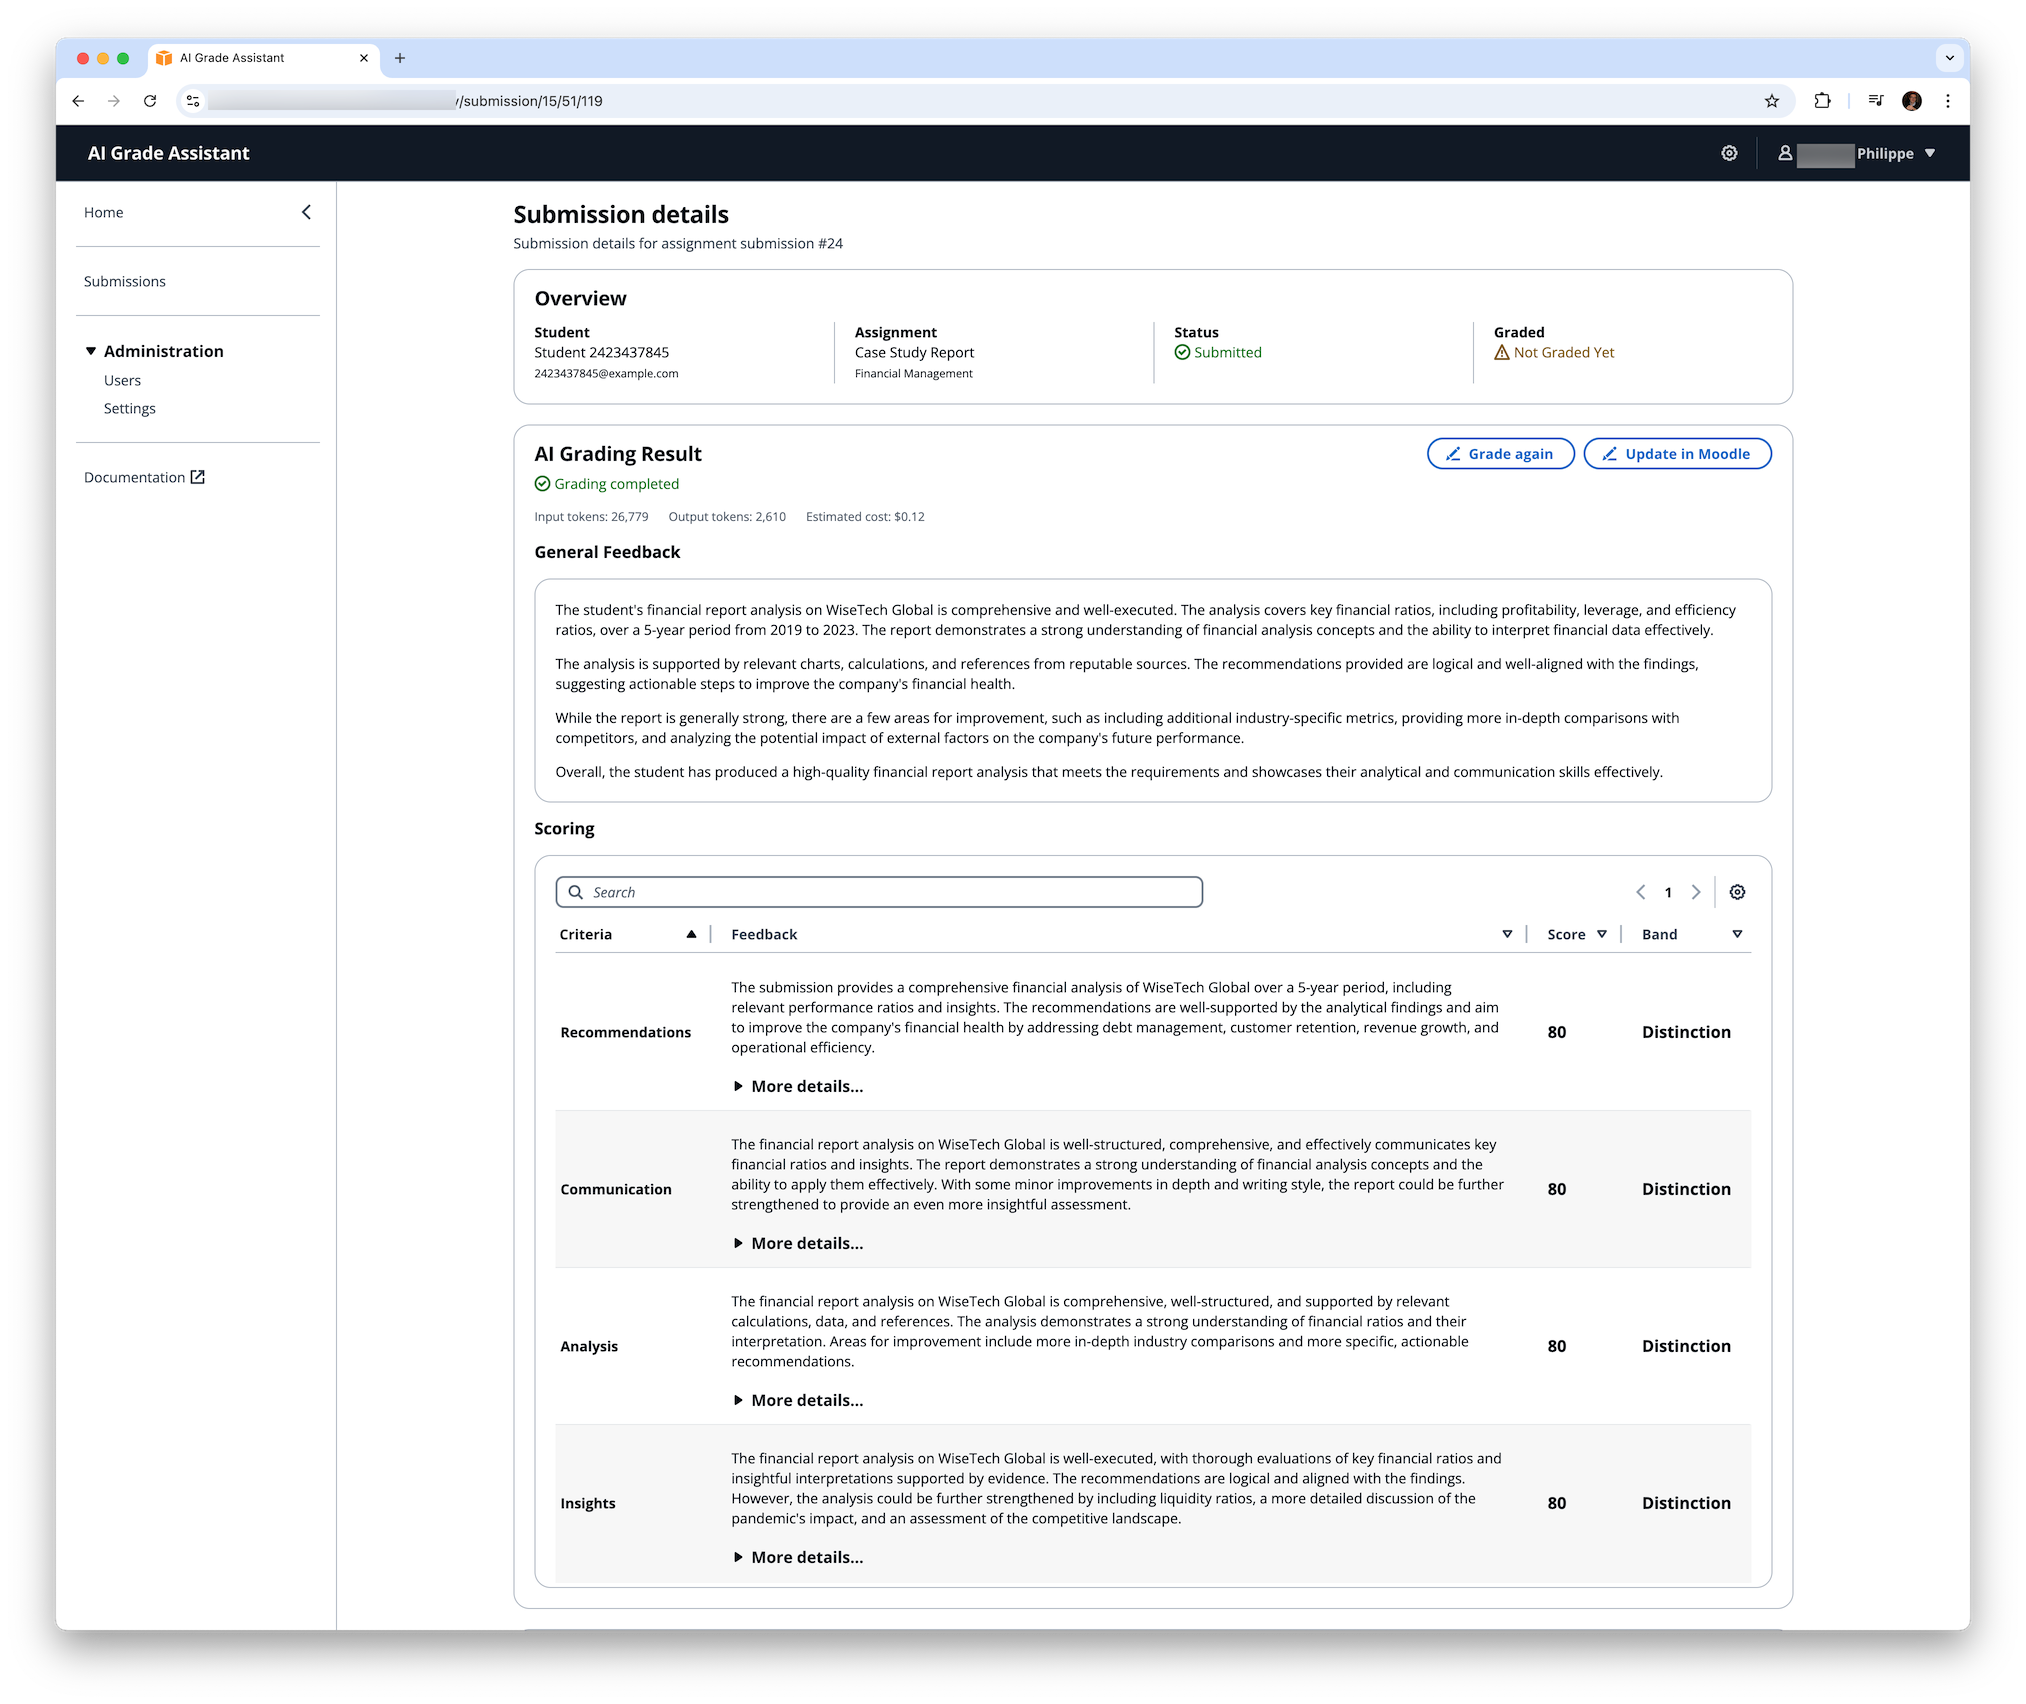 AI Grade Assistant
/submission/15/51/119
AI Grade Assistant
Philippe
Home
Submissions
Administration
Users
Settings
Documentation
Submission details
Submission details for assignment submission #24
Overview
Student
Student 2423437845
2423437845@example.com
Assignment
Case Study Report
Financial Management
Status
Submitted
Graded
Not Graded Yet
AI Grading Result
Grade again
Update in Moodle
Grading completed
Input tokens: 26,779 Output tokens: 2,610 Estimated cost: $0.12
General Feedback
The student's financial report analysis on WiseTech Global is comprehensive and well-executed. The analysis covers key financial ratios, including profitability, leverage, and efficiency
ratios, over a 5-year period from 2019 to 2023. The report demonstrates a strong understanding of financial analysis concepts and the ability to interpret financial data effectively.
The analysis is supported by relevant charts, calculations, and references from reputable sources. The recommendations provided are logical and well-aligned with the findings,
suggesting actionable steps to improve the company's financial health.
While the report is generally strong, there are a few areas for improvement, such as including additional industry-specific metrics, providing more in-depth comparisons with
competitors, and analyzing the potential impact of external factors on the company's future performance.
Overall, the student has produced a high-quality financial report analysis that meets the requirements and showcases their analytical and communication skills effectively.
Scoring
Search
1
Criteria Feedback Score Band
Recommendations
The submission provides a comprehensive financial analysis of WiseTech Global over a 5-year period, including
relevant performance ratios and insights. The recommendations are well-supported by the analytical findings and aim
to improve the company's financial health by addressing debt management, customer retention, revenue growth, and
operational efficiency.
More details...
80
Distinction
Communication
The financial report analysis on WiseTech Global is well-structured, comprehensive, and effectively communicates key
financial ratios and insights. The report demonstrates a strong understanding of financial analysis concepts and the
ability to apply them effectively. With some minor improvements in depth and writing style, the report could be further
strengthened to provide an even more insightful assessment.
More details...
80
Distinction
Analysis
The financial report analysis on WiseTech Global is comprehensive, well-structured, and supported by relevant
calculations, data, and references. The analysis demonstrates a strong understanding of financial ratios and their
interpretation. Areas for improvement include more in-depth industry comparisons and more specific, actionable
recommendations.
More details...
80
Distinction
Insights
The financial report analysis on WiseTech Global is well-executed, with thorough evaluations of key financial ratios and
insightful interpretations supported by evidence. The recommendations are logical and aligned with the findings.
However, the analysis could be further strengthened by including liquidity ratios, a more detailed discussion of the
pandemic's impact, and an assessment of the competitive landscape.
More details...
80
Distinction